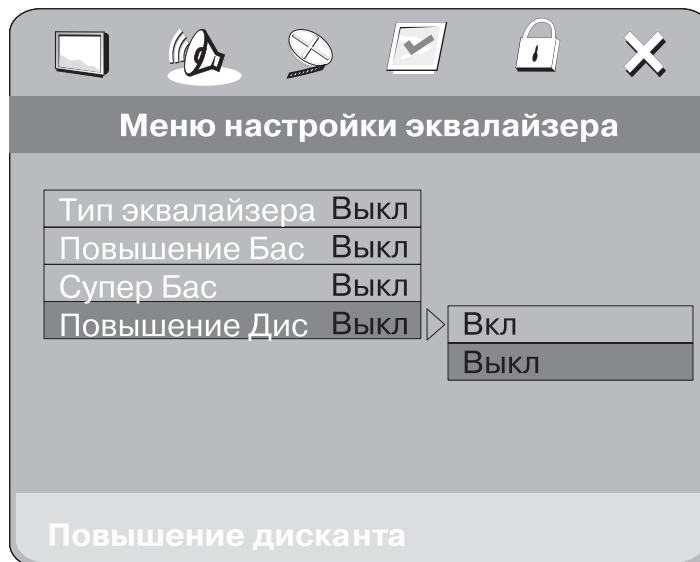 Меню настройки эквалайзера
Тип эквалайзера Выкл
Повышение Бас Выкл
Супер Бас Выкл
Повышение Дис Выкл Вкл
Выкл
Повышение дисканта